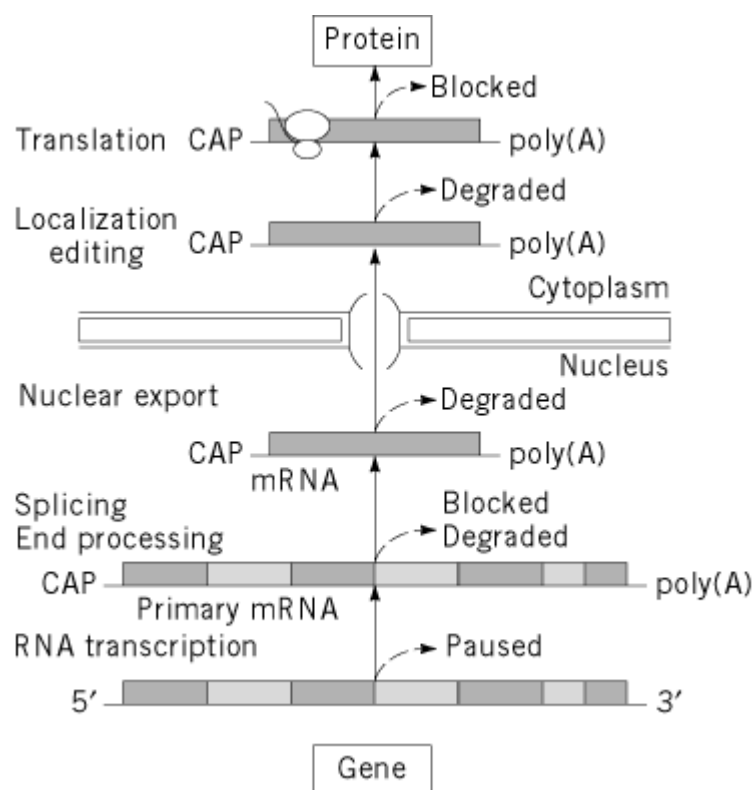 Protein
Blocked
Translation CAP poly(A)
Degraded
Localization
editing
CAP poly(A)
Cytoplasm
Nucleus
Nuclear export
Degraded
CAP poly(A)
mRNA
Splicing
End processing
Blocked
Degraded
CAP poly(A)
Primary mRNA
RNA transcription
Paused
5′ 3′
Gene